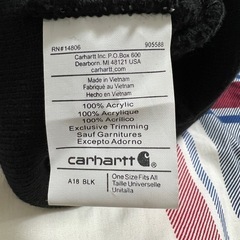 RN#14806 905588
Carhartt Inc. P.O.Box 600
Dearborn, MI 48121 USA
carhartt.com
Made in Vietnam
Fabriqué au Vietnam
Hecho en Vietnam
100% Acrylic
100% Acrylique
100% Acrílico
Exclusive Trimming
Sauf Garnitures
Excepto Adorno
carhartt
A18 BLK
One Size Fits All
Taille Universelle
Unitalla